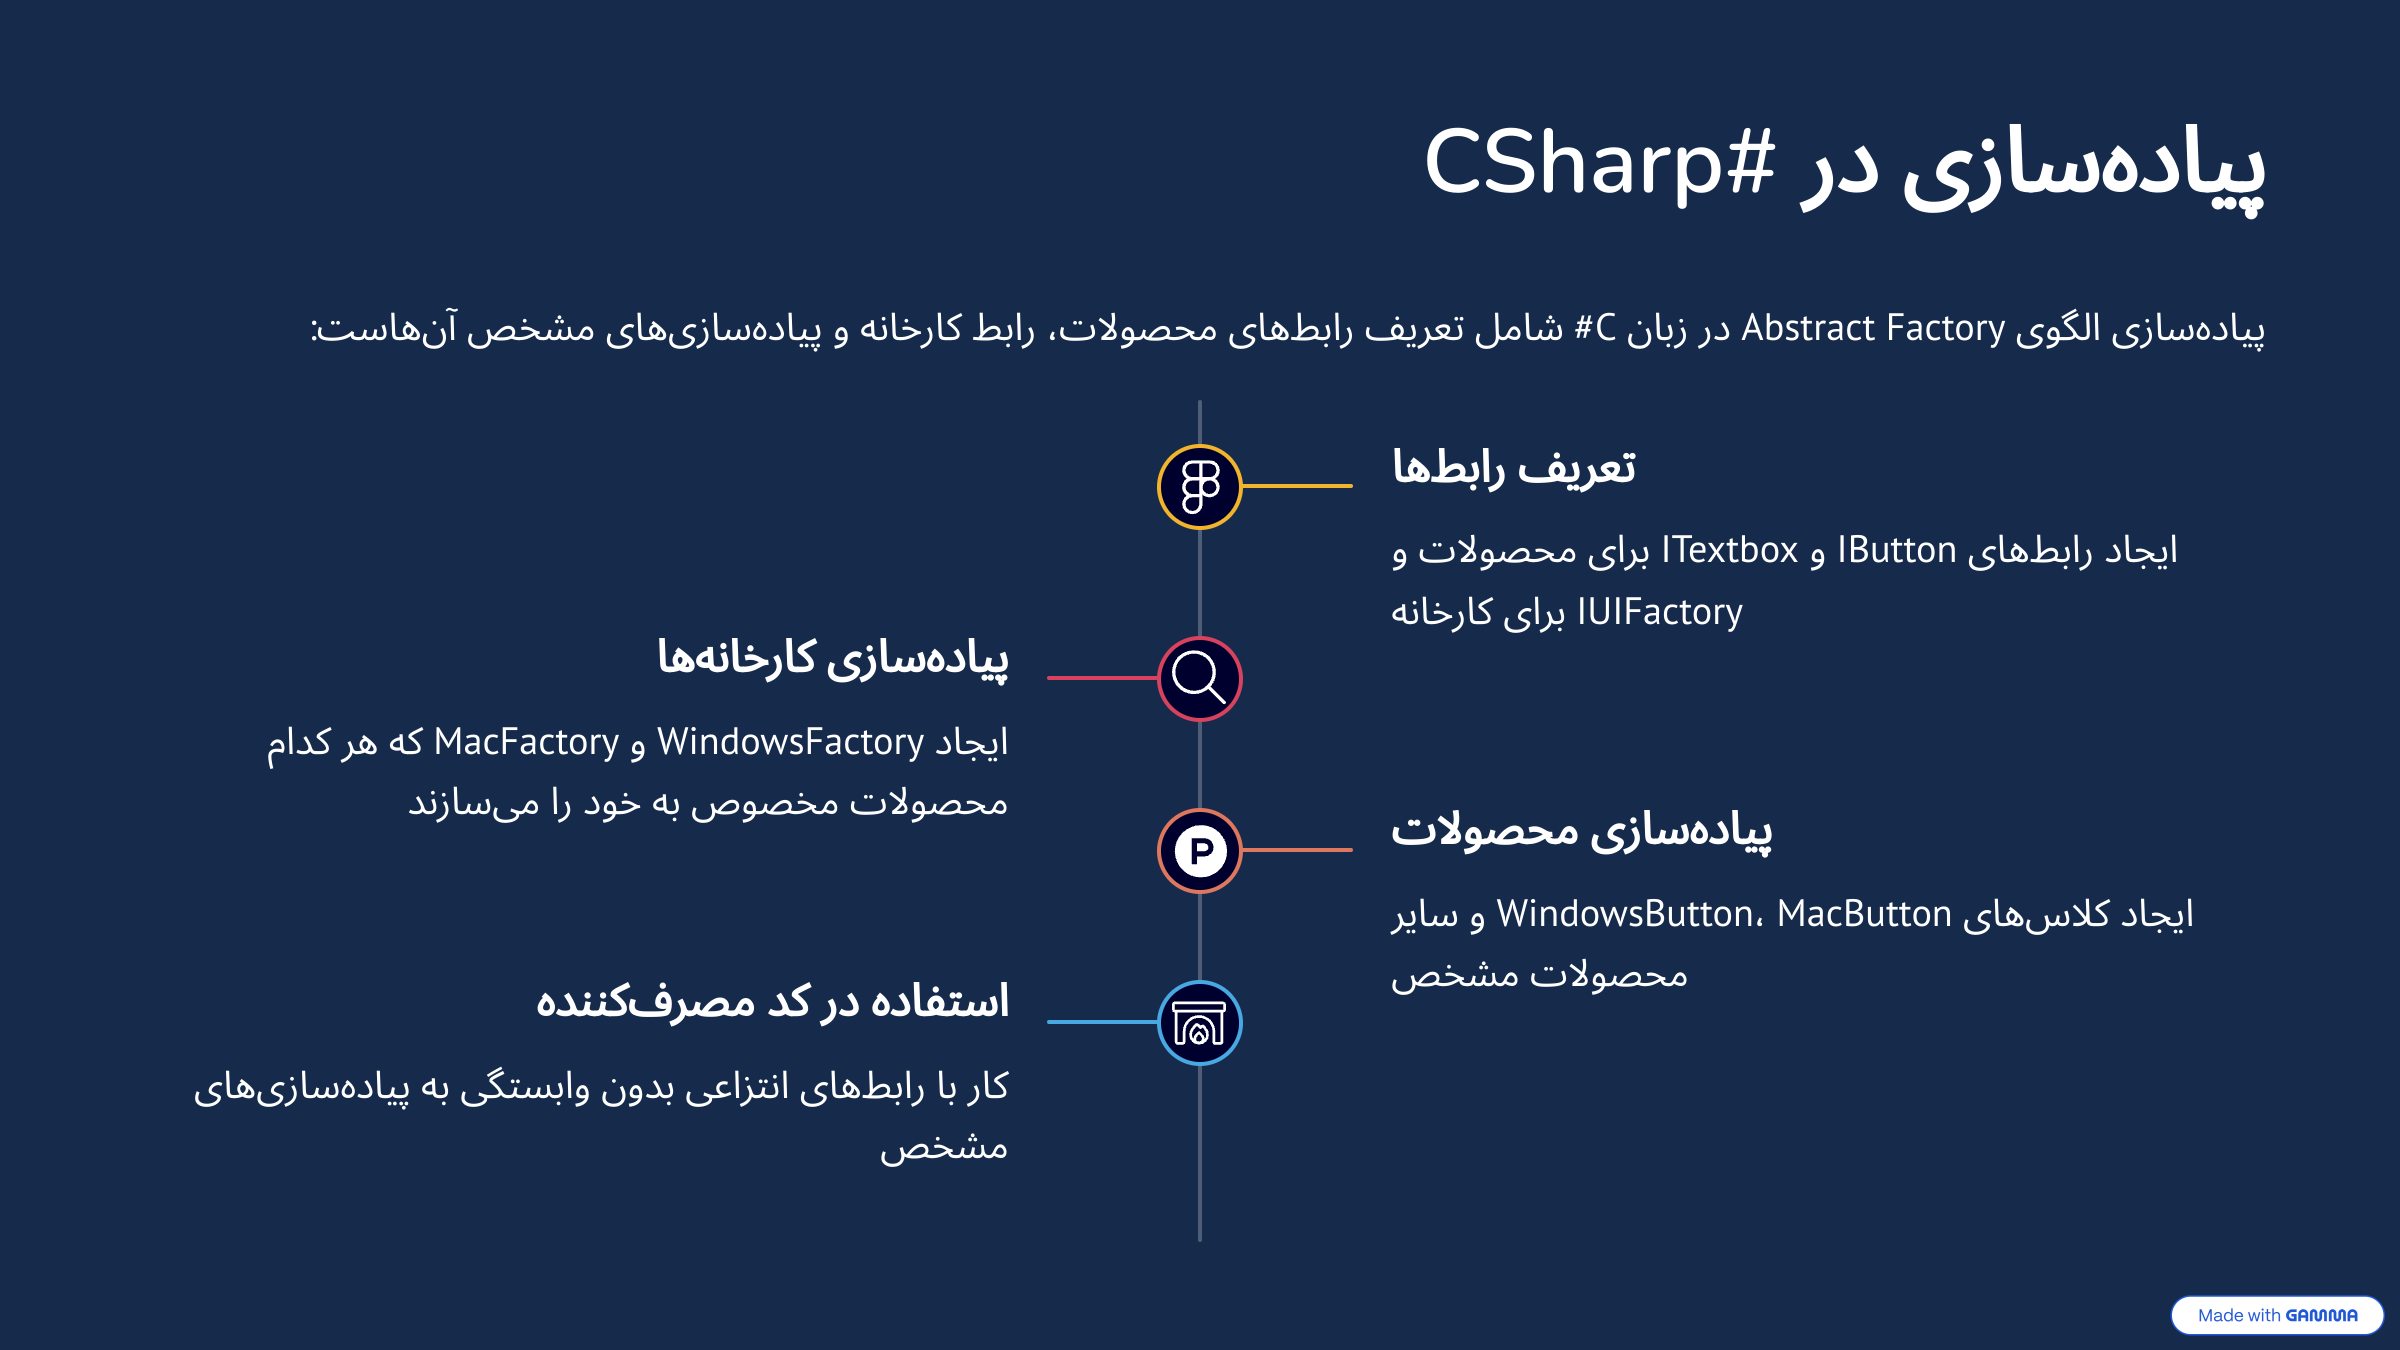 پیاده‌سازی در #CSharp
پیاده‌سازی الگوی Abstract Factory در زبان C# شامل تعریف رابط‌های محصولات، رابط کارخانه و پیاده‌سازی‌های مشخص آن‌هاست:
تعریف رابط‌ها
ایجاد رابط‌های IButton و ITextbox برای محصولات و
IUIFactory برای کارخانه
پیاده‌سازی کارخانه‌ها
ایجاد WindowsFactory و MacFactory که هر کدام
محصولات مخصوص به خود را می‌سازند
پیاده‌سازی محصولات
ایجاد کلاس‌های WindowsButton، MacButton و سایر
محصولات مشخص
استفاده در کد مصرف‌کننده
کار با رابط‌های انتزاعی بدون وابستگی به پیاده‌سازی‌های
مشخص
P
Made with GAMMA